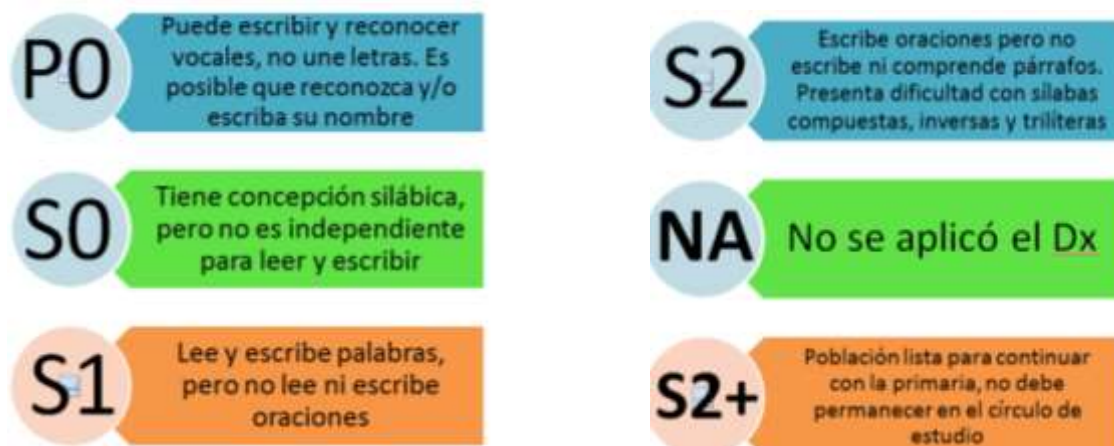 P0
Puede escribir y reconocer
vocales, no une letras. Es
posible que reconozca y/o
escriba su nombre
S0
Tiene concepción silábica,
pero no es independiente
para leer y escribir
S1
Lee y escribe palabras,
pero no lee ni escribe
oraciones
S2
Escribe oraciones pero no
escribe ni comprende párrafos.
Presenta dificultad con sílabas
compuestas, inversas y trilíteras
NA
No se aplicó el Dx
S2+
Población lista para continuar
con la primaria, no debe
permanecer en el círculo de
estudio